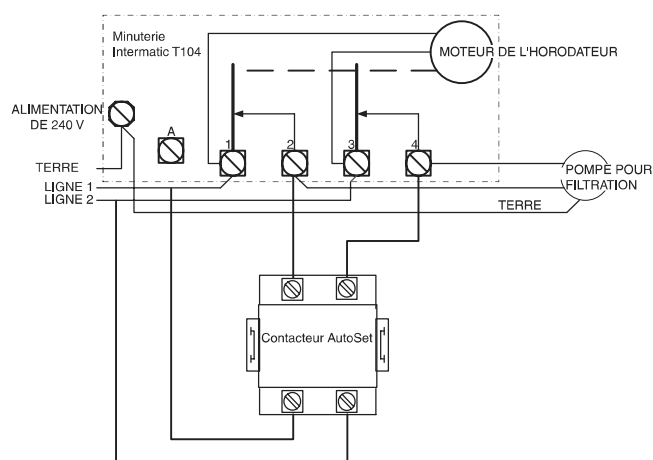 Minuterie
Intermatic T104
MOTEUR DE L'HORODATEUR
ALIMENTATION
DE 240 V
A
1
2
3
4
TERRE
LIGNE 1
LIGNE 2
POMPE POUR
FILTRATION
TERRE
Contacteur AutoSet